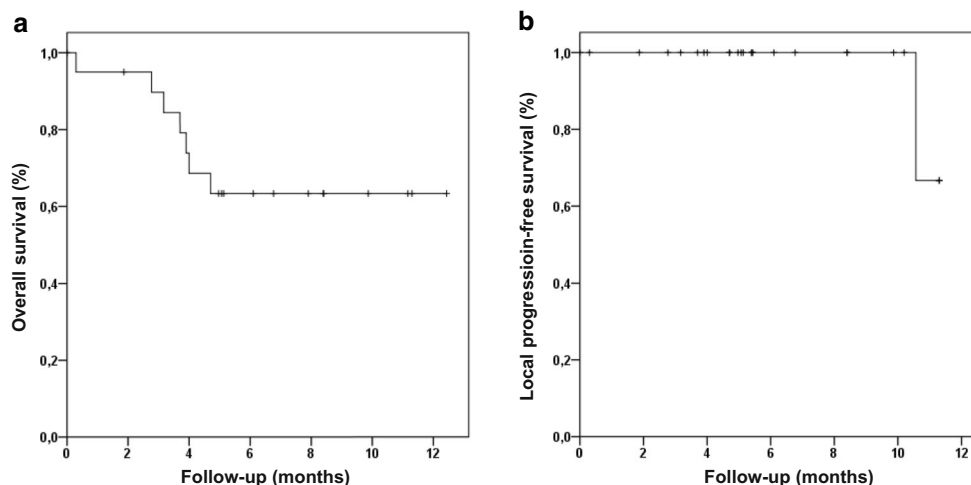 a
Overall survival (%)
1,0
0,8
0,6
0,4
0,2
0,0
0 2 4 6 8 10 12
Follow-up (months)
b
Local progressioin-free survival (%)
1,0
0,8
0,6
0,4
0,2
0,0
0 2 4 6 8 10 12
Follow-up (months)